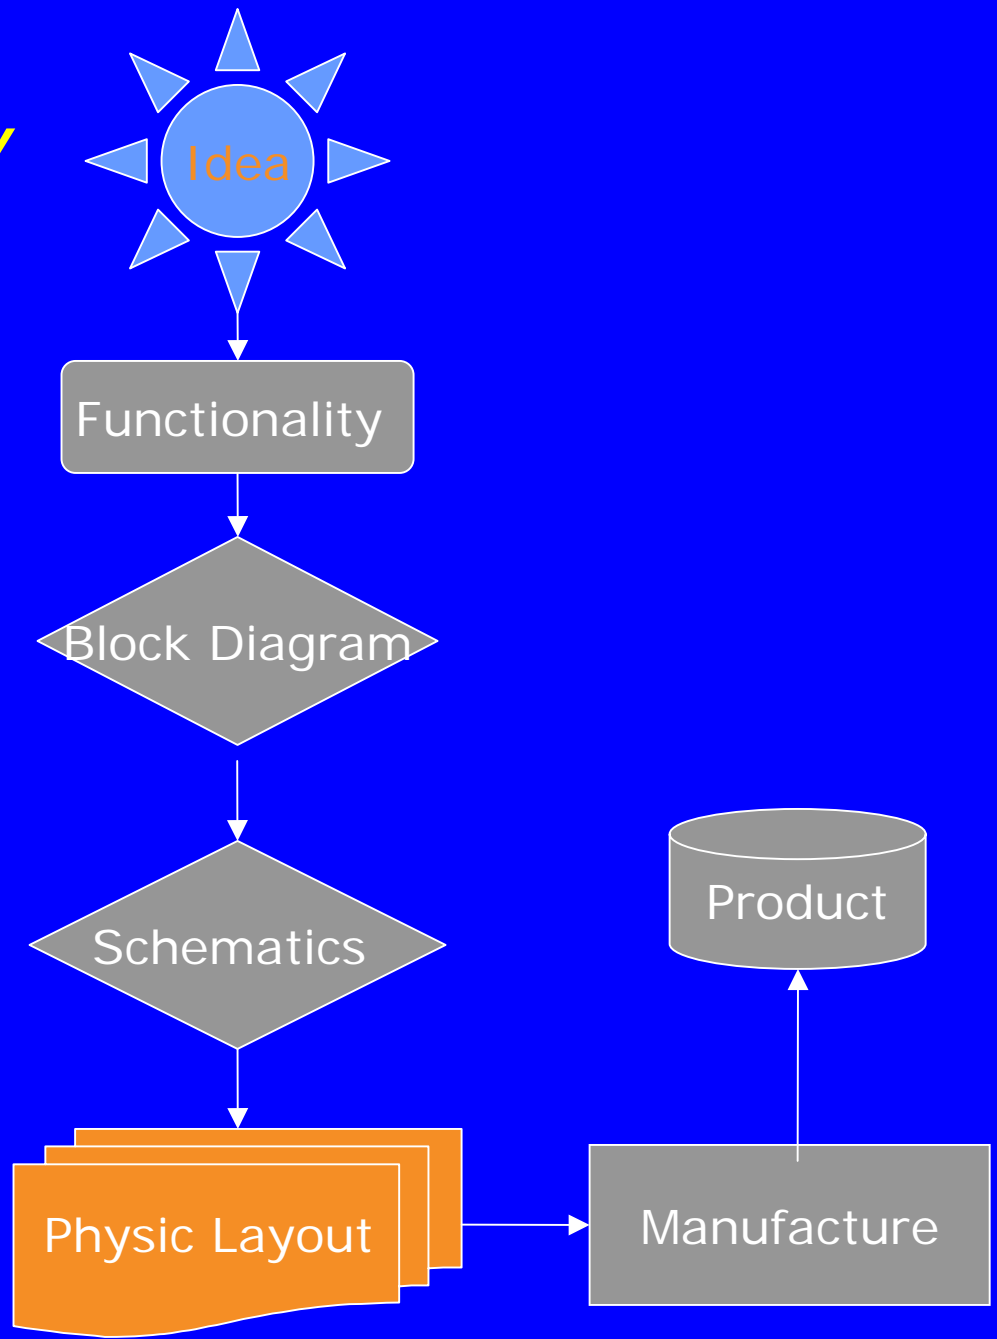 Idea
Functionality
Block Diagram
Schematics
Product
Physic Layout
Manufacture